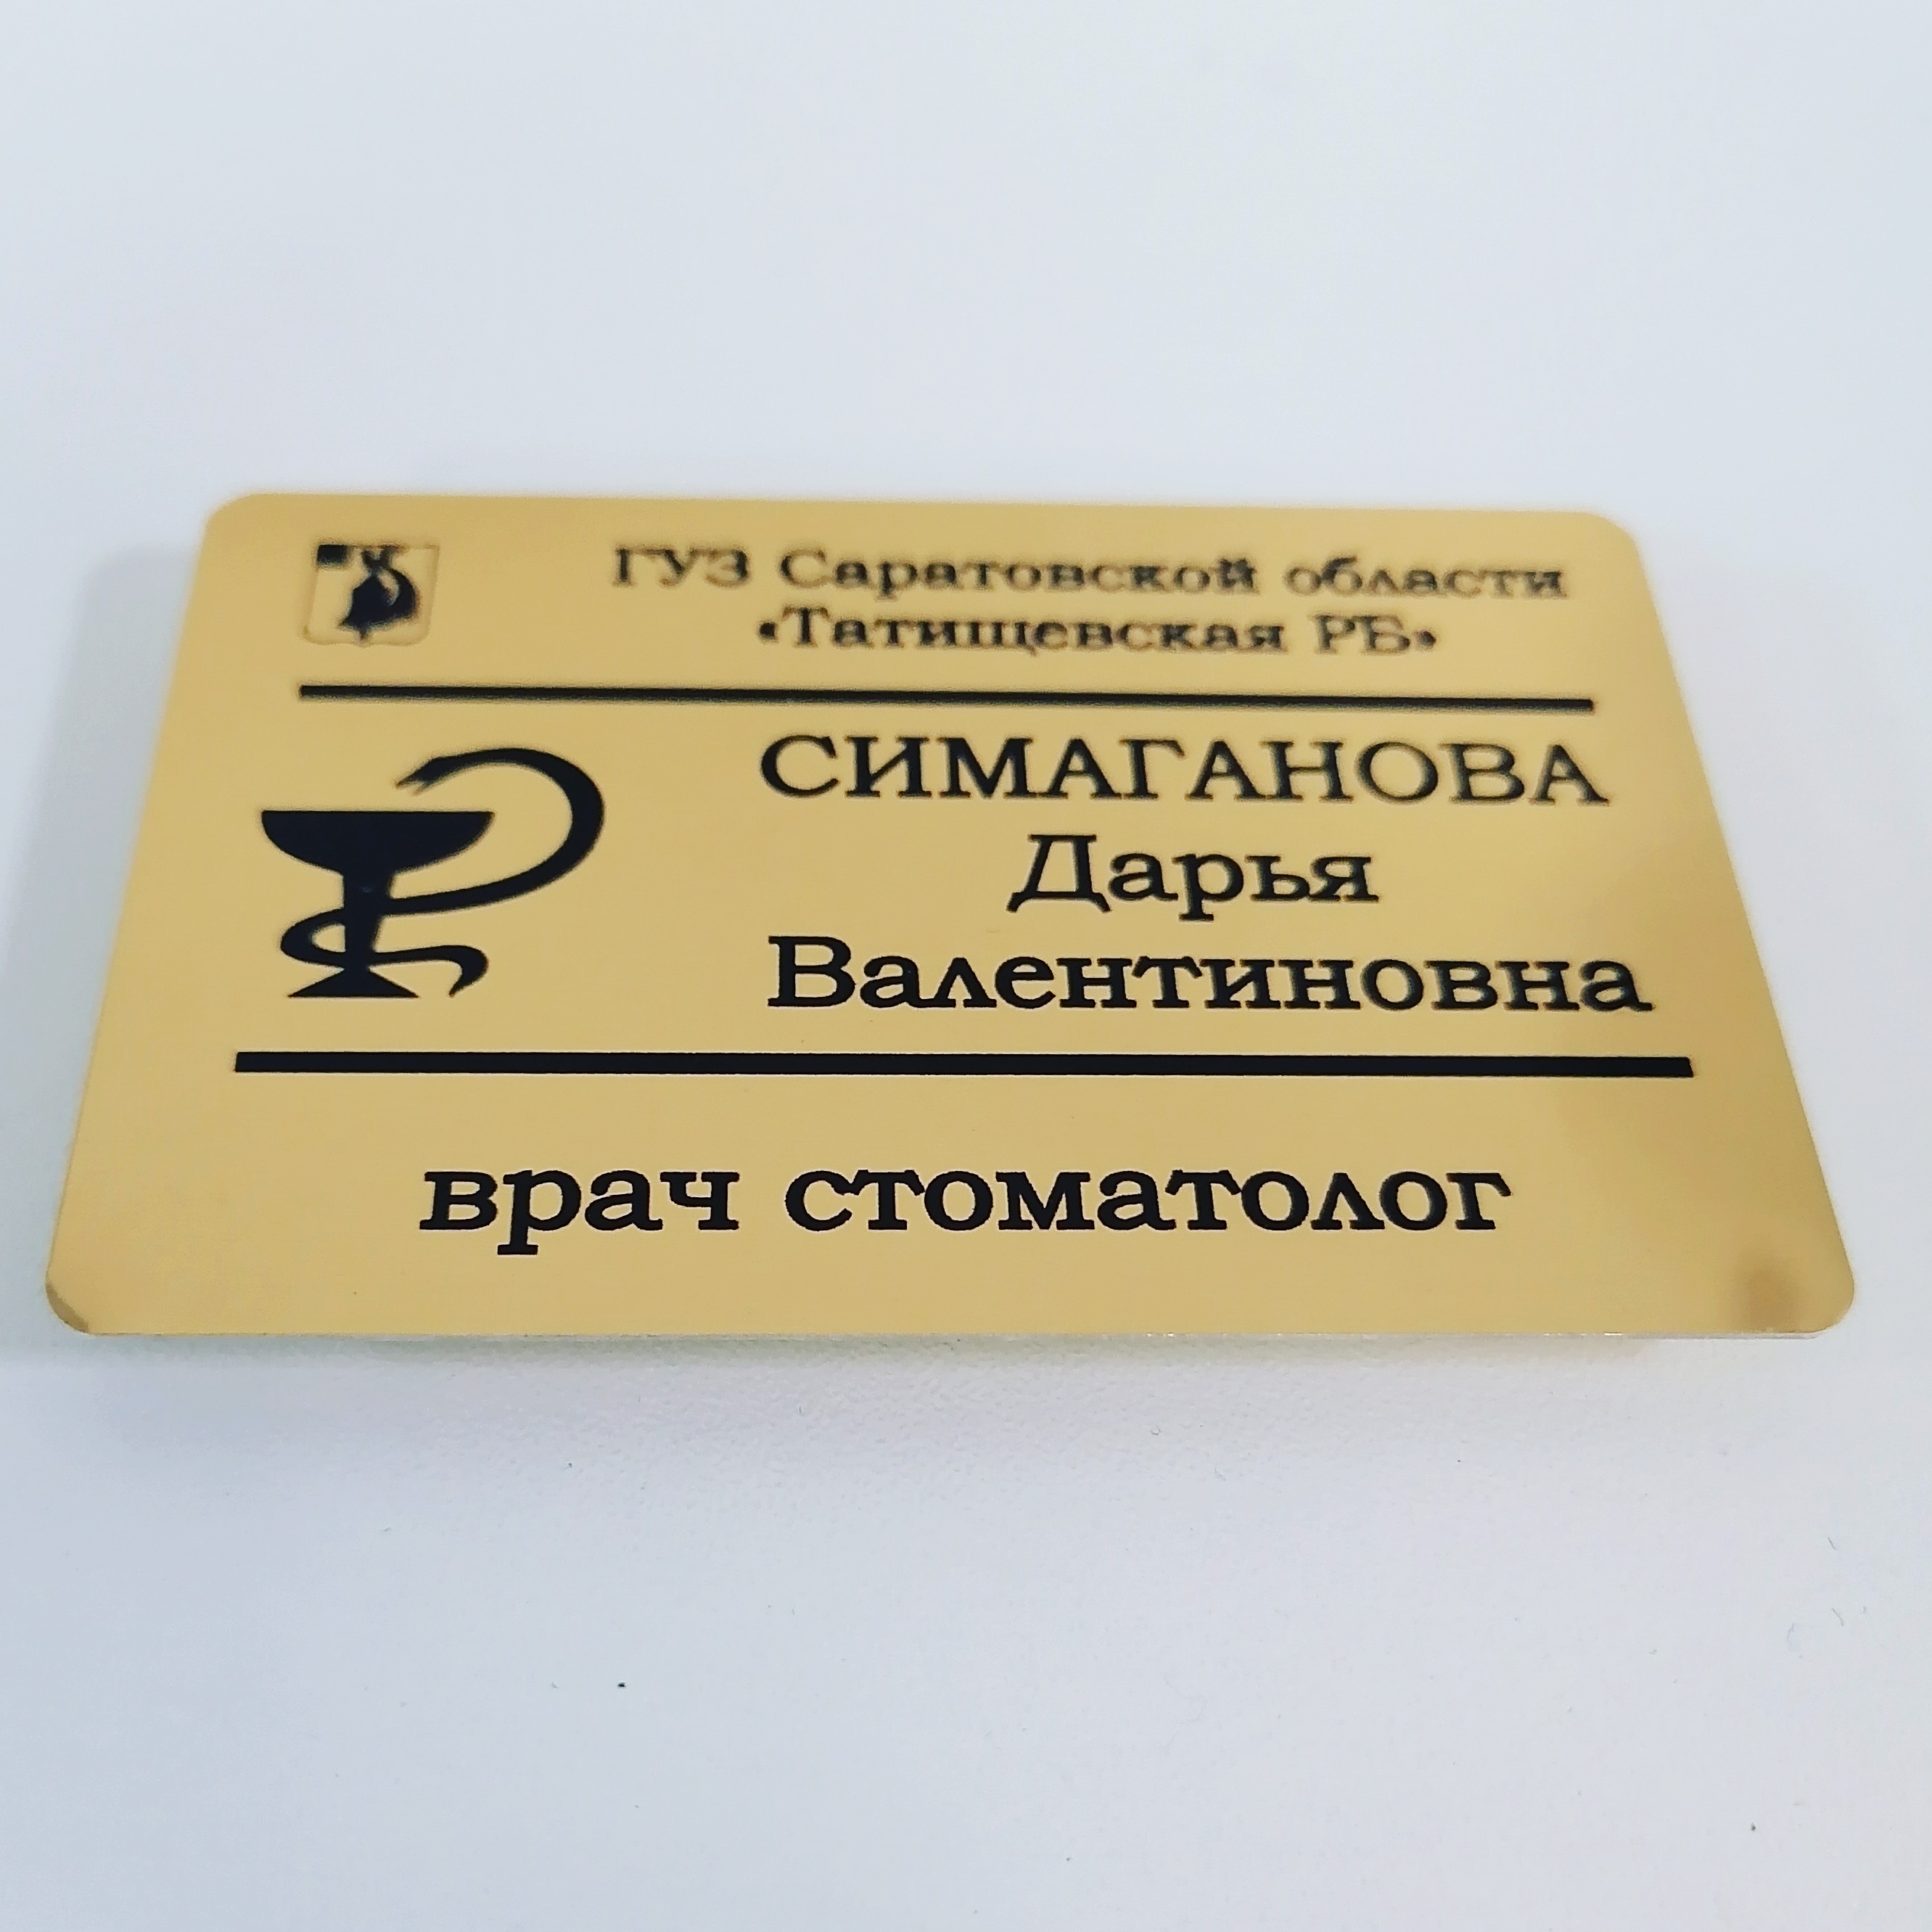 ГУЗ Саратовской области
«Татищевская РБ»
СИМАГАНОВА
Дарья
Валентиновна
врач стоматолог